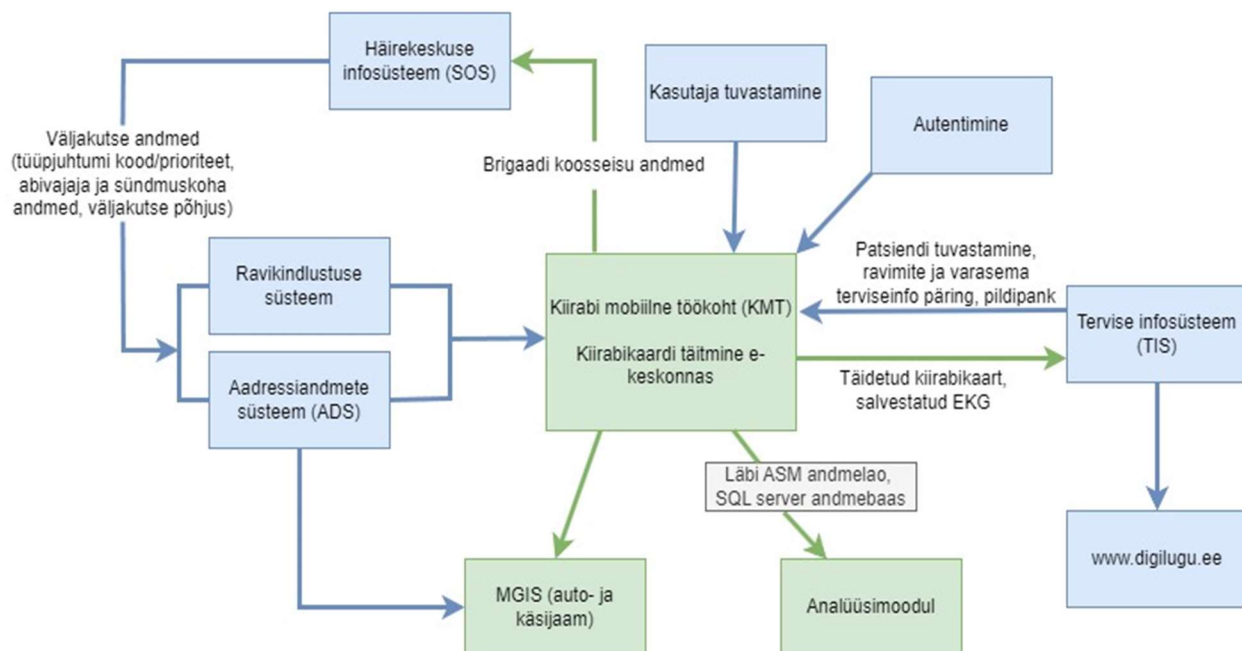 Häirekeskuse
infosüsteem (SOS)
Kasutaja tuvastamine
Autentimine
Väljakutse andmed
(tüüpjuhtumi kood/prioriteet,
abivajaja ja sündmuskoha
andmed, väljakutse põhjus)
Brigaadi koosseisu andmed
Ravikindlustuse
süsteem
Aadressiandmete
süsteem (ADS)
Kiirabi mobiilne töökoht (KMT)
Kiirabikaardi täitmine e-
keskonnas
Patsiendi tuvastamine,
ravimite ja varasema
terviseinfo päring, pildipank
Tervise infosüsteem
(TIS)
Täidetud kiirabikaart,
salvestatud EKG
Läbi ASM andmelao,
SQL server andmebaas
www.digilugu.ee
MGIS (auto- ja
käsijaam)
Analüüsimoodul